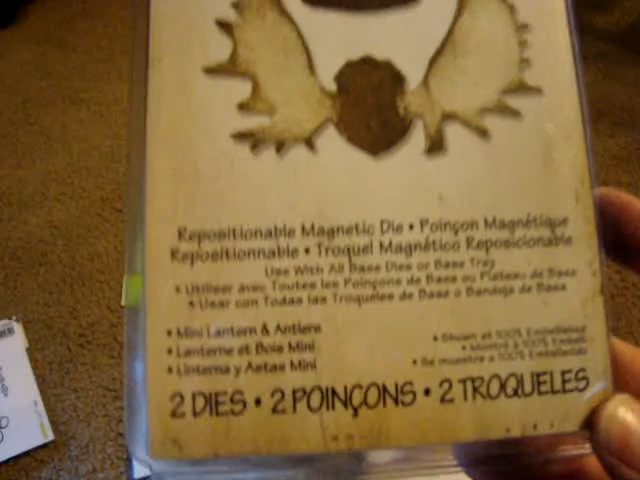 Repositionable Magnetic Die • Poinçon Magnétique
Repositionnable • Troquel Magnético Reposicionable
Use With All Base Dies or Base Tray
• Utiliser avec Toutes les Poinçons de Base ou Plateau de Base
• Usar con Todas las Troqueles de Base o Bandeja de Base
• Mini Lantern & Antlers
• Lanterne et Bois Mini
• Linterna y Astas Mini
• Shown at 100% Embellished
• Montré à 100% Embelli
• Se muestra a 100% Embellecido
2 DIES • 2 POINÇONS • 2 TROQUELES